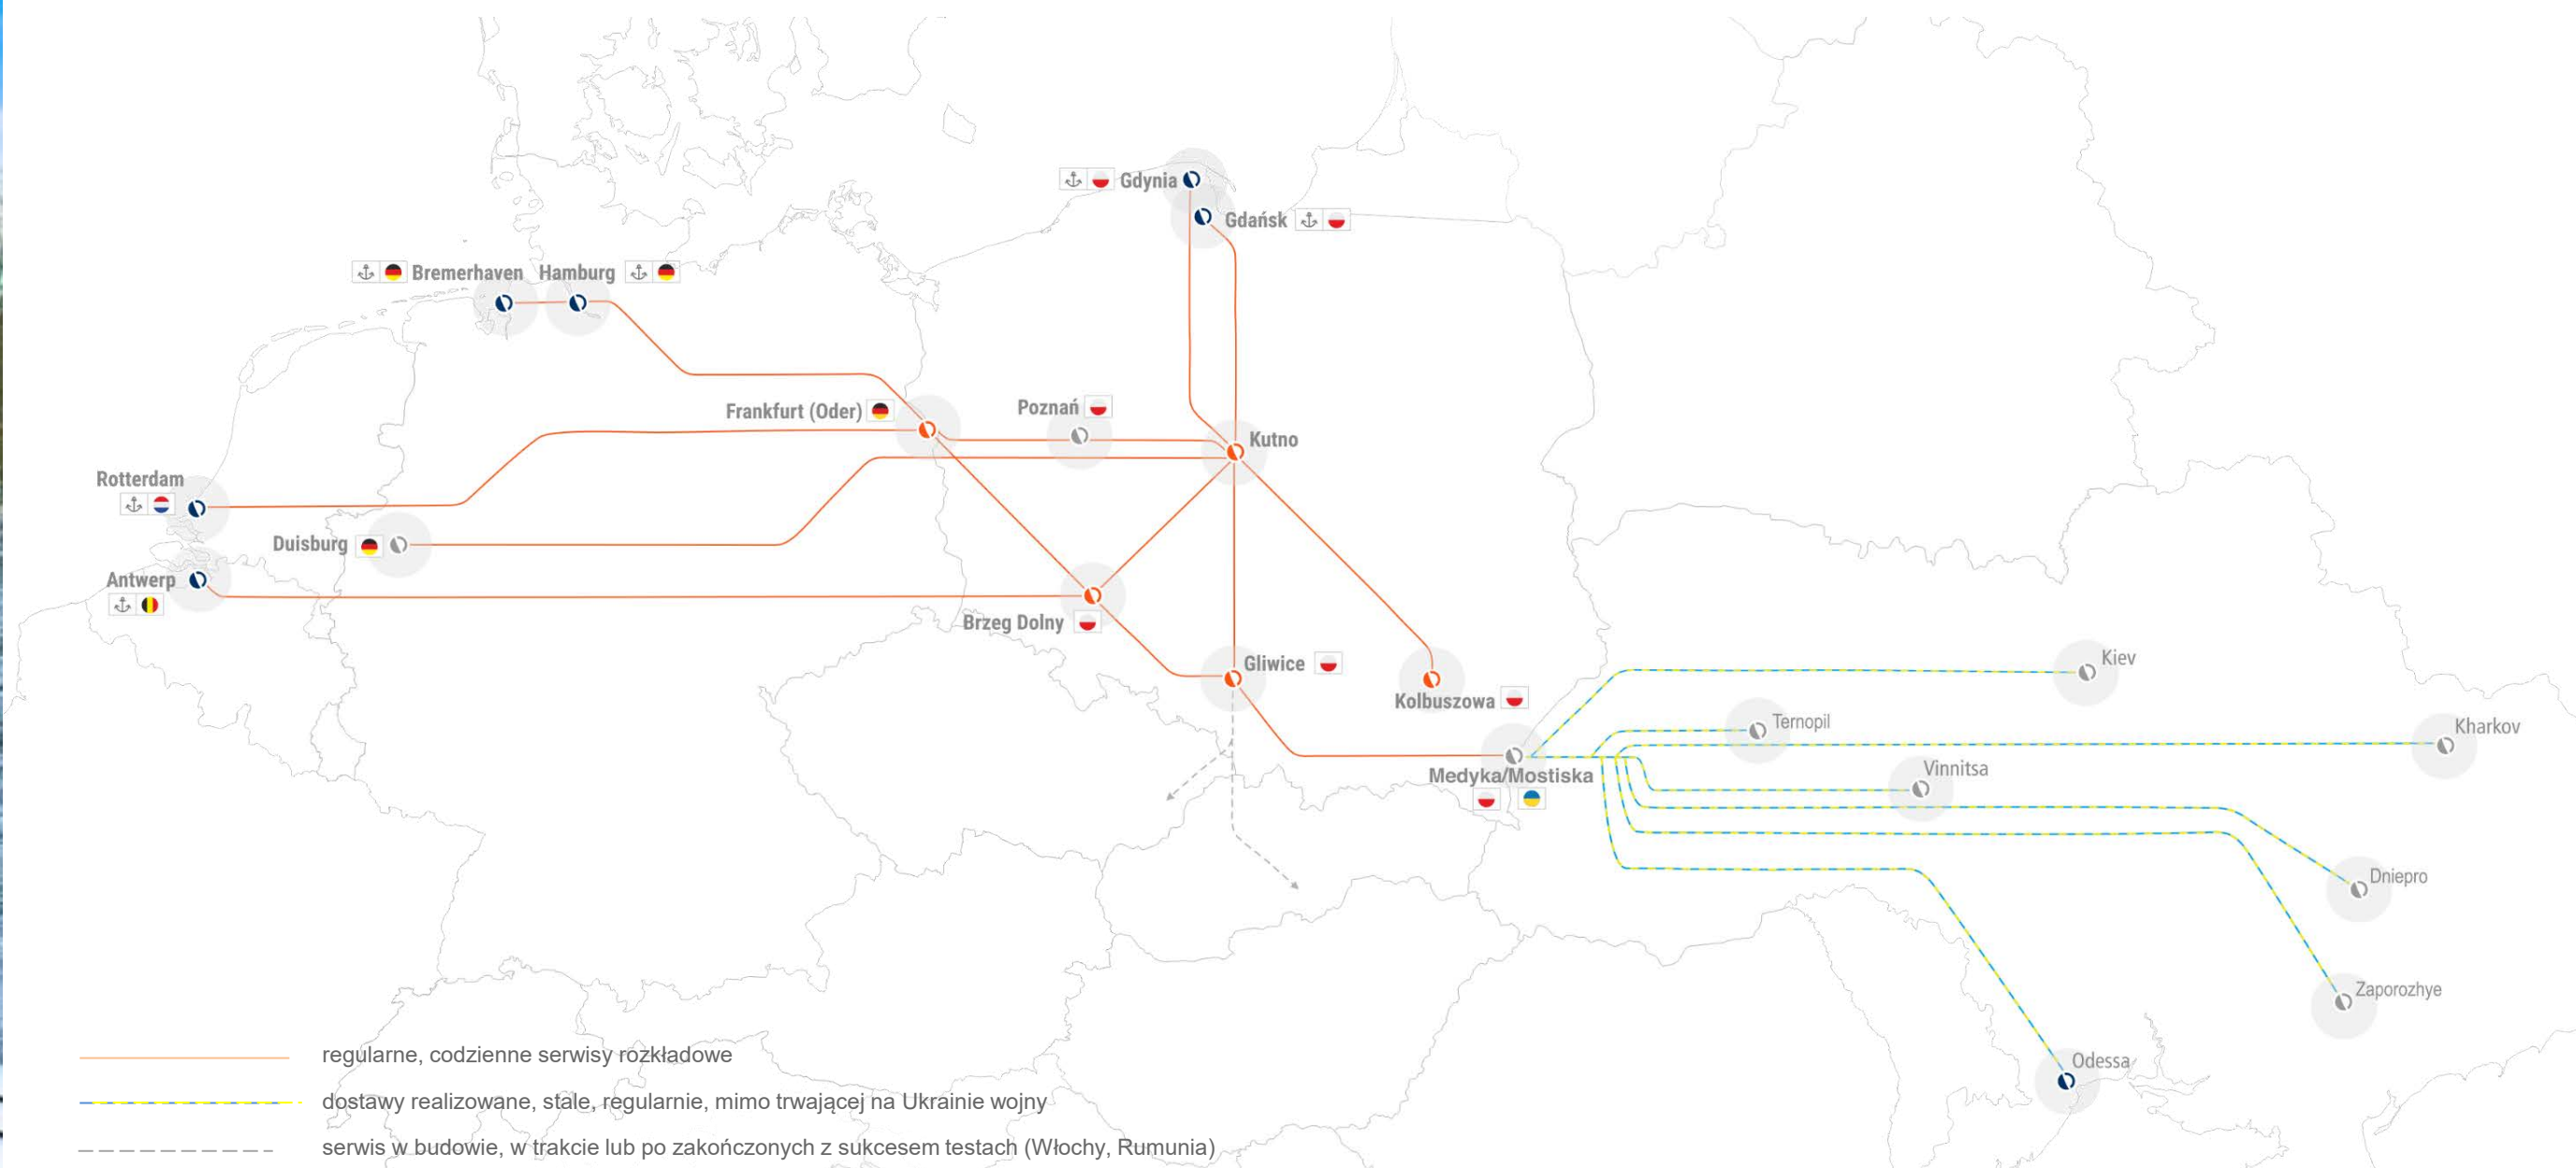 Gdynia
Gdańsk
Bremerhaven
Hamburg
Frankfurt (Oder)
Poznań
Kutno
Rotterdam
Duisburg
Antwerp
Brzeg Dolny
Gliwice
Kolbuszowa
Kiev
Ternopil
Kharkov
Medyka/Mostiska
Vinnitsa
Dniepro
Zaporozhye
Odessa
regularne, codzienne serwisy rozkładowe
dostawy realizowane, stale, regularnie, mimo trwającej na Ukrainie wojny
serwis w budowie, w trakcie lub po zakończonych z sukcesem testach (Włochy, Rumunia)